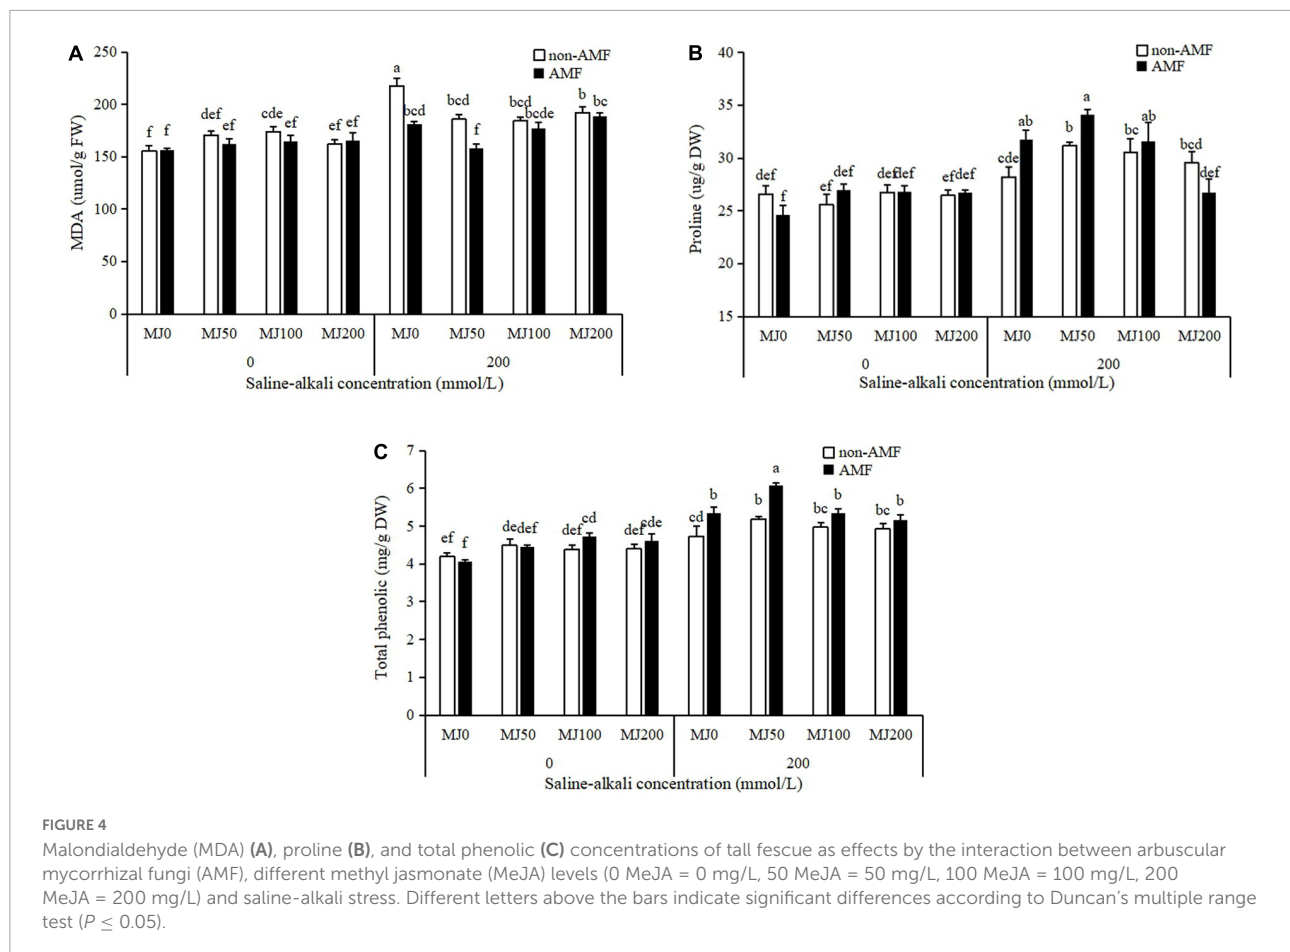 A
250
200
150
100
50
0
MDA (umol/g FW)
non-AMF
AMF
f f def ef cde ef ef ef a bcd bcd f bcd bcde b bc
MJ0 MJ50 MJ100 MJ200 MJ0 MJ50 MJ100 MJ200
0 200
Saline-alkali concentration (mmol/L)
B
40
35
30
25
20
15
Proline (ug/g DW)
non-AMF
AMF
def f ef def def def ef def cde ab b a bc ab bcd def
MJ0 MJ50 MJ100 MJ200 MJ0 MJ50 MJ100 MJ200
0 200
Saline-alkali concentration (mmol/L)
C
7
6
5
4
3
2
1
0
Total phenolic (mg/g DW)
non-AMF
AMF
ef f de def def cd def cde cd b b a bc b bc b
MJ0 MJ50 MJ100 MJ200 MJ0 MJ50 MJ100 MJ200
0 200
Saline-alkali concentration (mmol/L)
FIGURE 4
Malondialdehyde (MDA) (A), proline (B), and total phenolic (C) concentrations of tall fescue as effects by the interaction between arbuscular
mycorrhizal fungi (AMF), different methyl jasmonate (MeJA) levels (0 MeJA = 0 mg/L, 50 MeJA = 50 mg/L, 100 MeJA = 100 mg/L, 200
MeJA = 200 mg/L) and saline-alkali stress. Different letters above the bars indicate significant differences according to Duncan's multiple range
test (P ≤ 0.05).